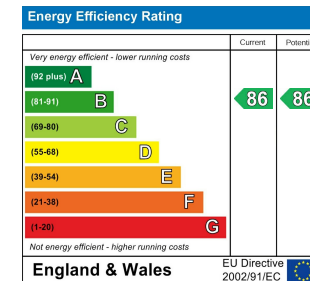 Energy Efficiency Rating
Current Potenti
Very energy efficient - lower running costs
(92 plus) A
(81-91) B 86 86
(69-80) C
(55-68) D
(39-54) E
(21-38) F
(1-20) G
Not energy efficient - higher running costs
England & Wales
EU Directive
2002/91/EC